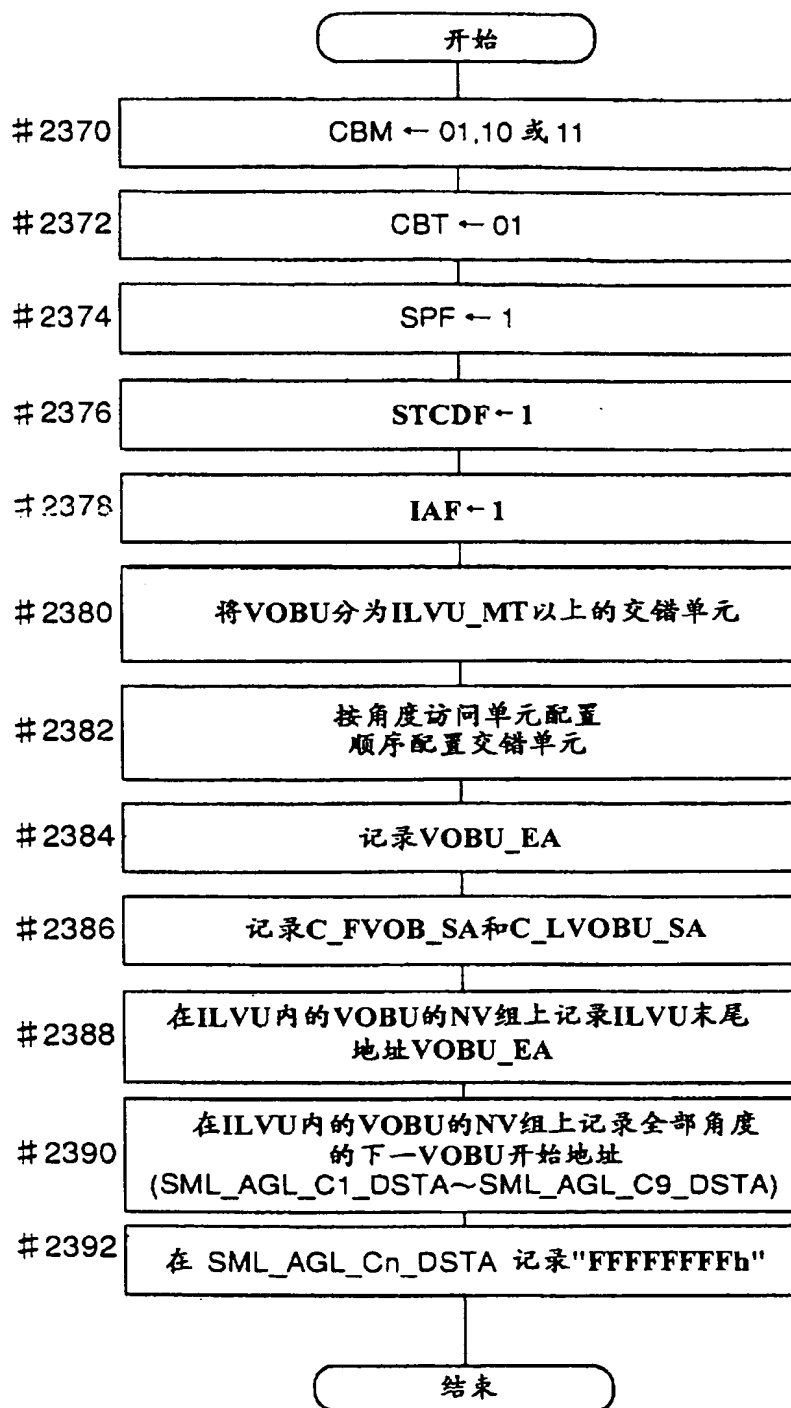 开始
#2370
CBM ← 01,10 或 11
#2372
CBT ← 01
#2374
SPF ← 1
#2376
STCDF ← 1
#2378
IAF ← 1
#2380
将VOBU分为ILVU_MT以上的交错单元
#2382
按角度访问单元配置
顺序配置交错单元
#2384
记录VOBU_EA
#2386
记录C_FVOB_SA和C_LVOBU_SA
#2388
在ILVU内的VOBU的NV组上记录ILVU末尾
地址VOBU_EA
#2390
在ILVU内的VOBU的NV组上记录全部角度
的下一VOBU开始地址
(SML_AGL_C1_DSTA～SML_AGL_C9_DSTA)
#2392
在 SML_AGL_Cn_DSTA 记录"FFFFFFFFh"
结束